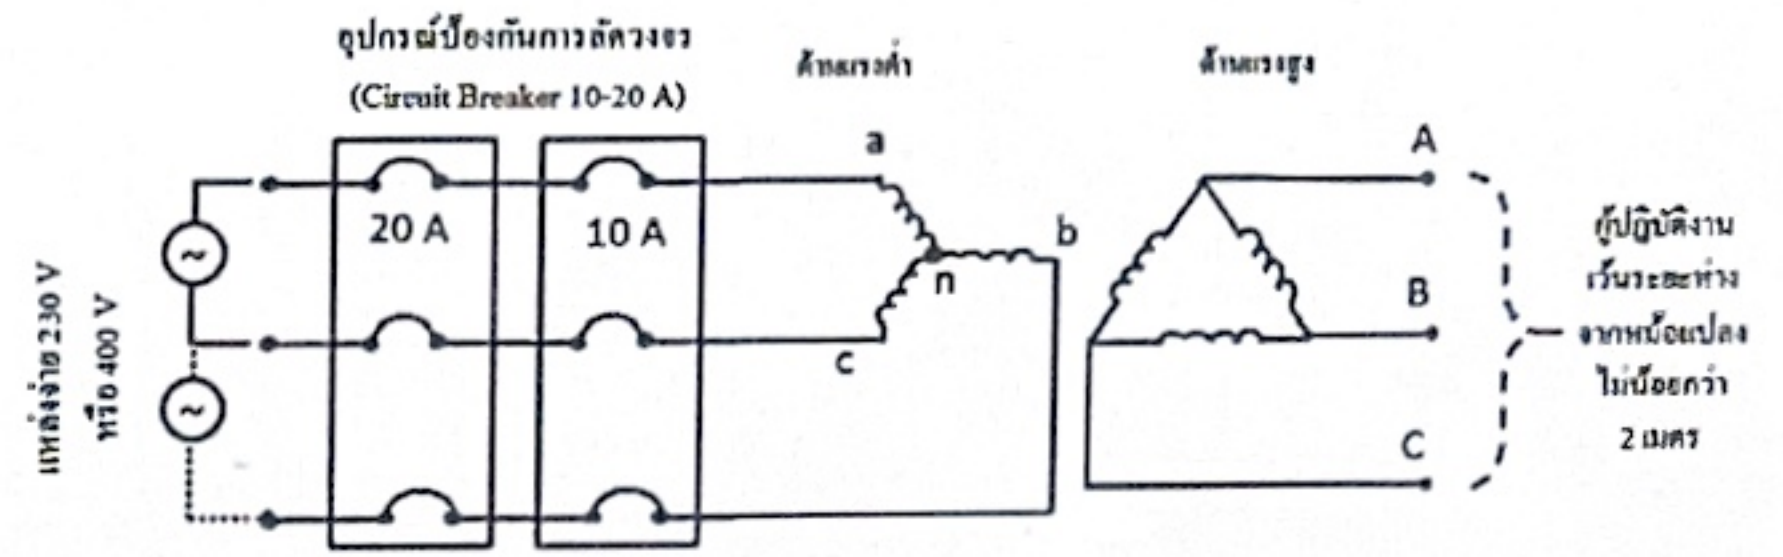 อุปกรณ์ป้องกันการลัดวงจร
(Circuit Breaker 10-20 A)
ด้านแรงต่ำ
ด้านแรงสูง
แหล่งจ่าย 230 V
หรือ 400 V
20 A
10 A
a
b
n
c
A
B
C
ผู้ปฏิบัติงาน
เว้นระยะห่าง
จากหม้อแปลง
ไม่น้อยกว่า
2 เมตร